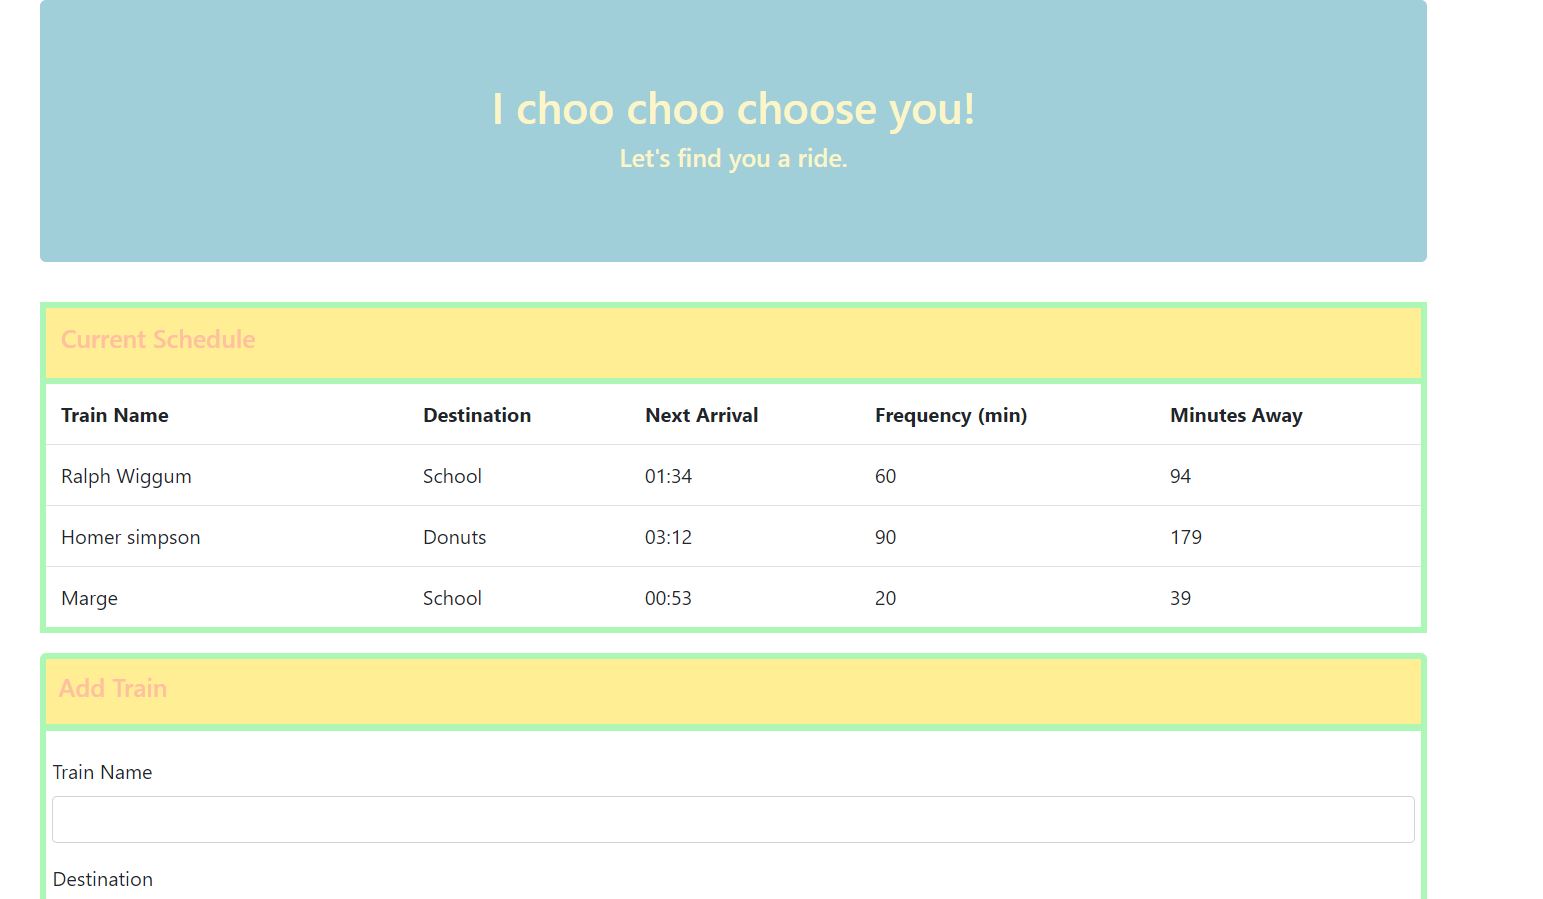 I choo choo choose you!
Let's find you a ride.
Current Schedule
Train Name Destination Next Arrival Frequency (min) Minutes Away
Ralph Wiggum School 01:34 60 94
Homer simpson Donuts 03:12 90 179
Marge School 00:53 20 39
Add Train
Train Name
Destination